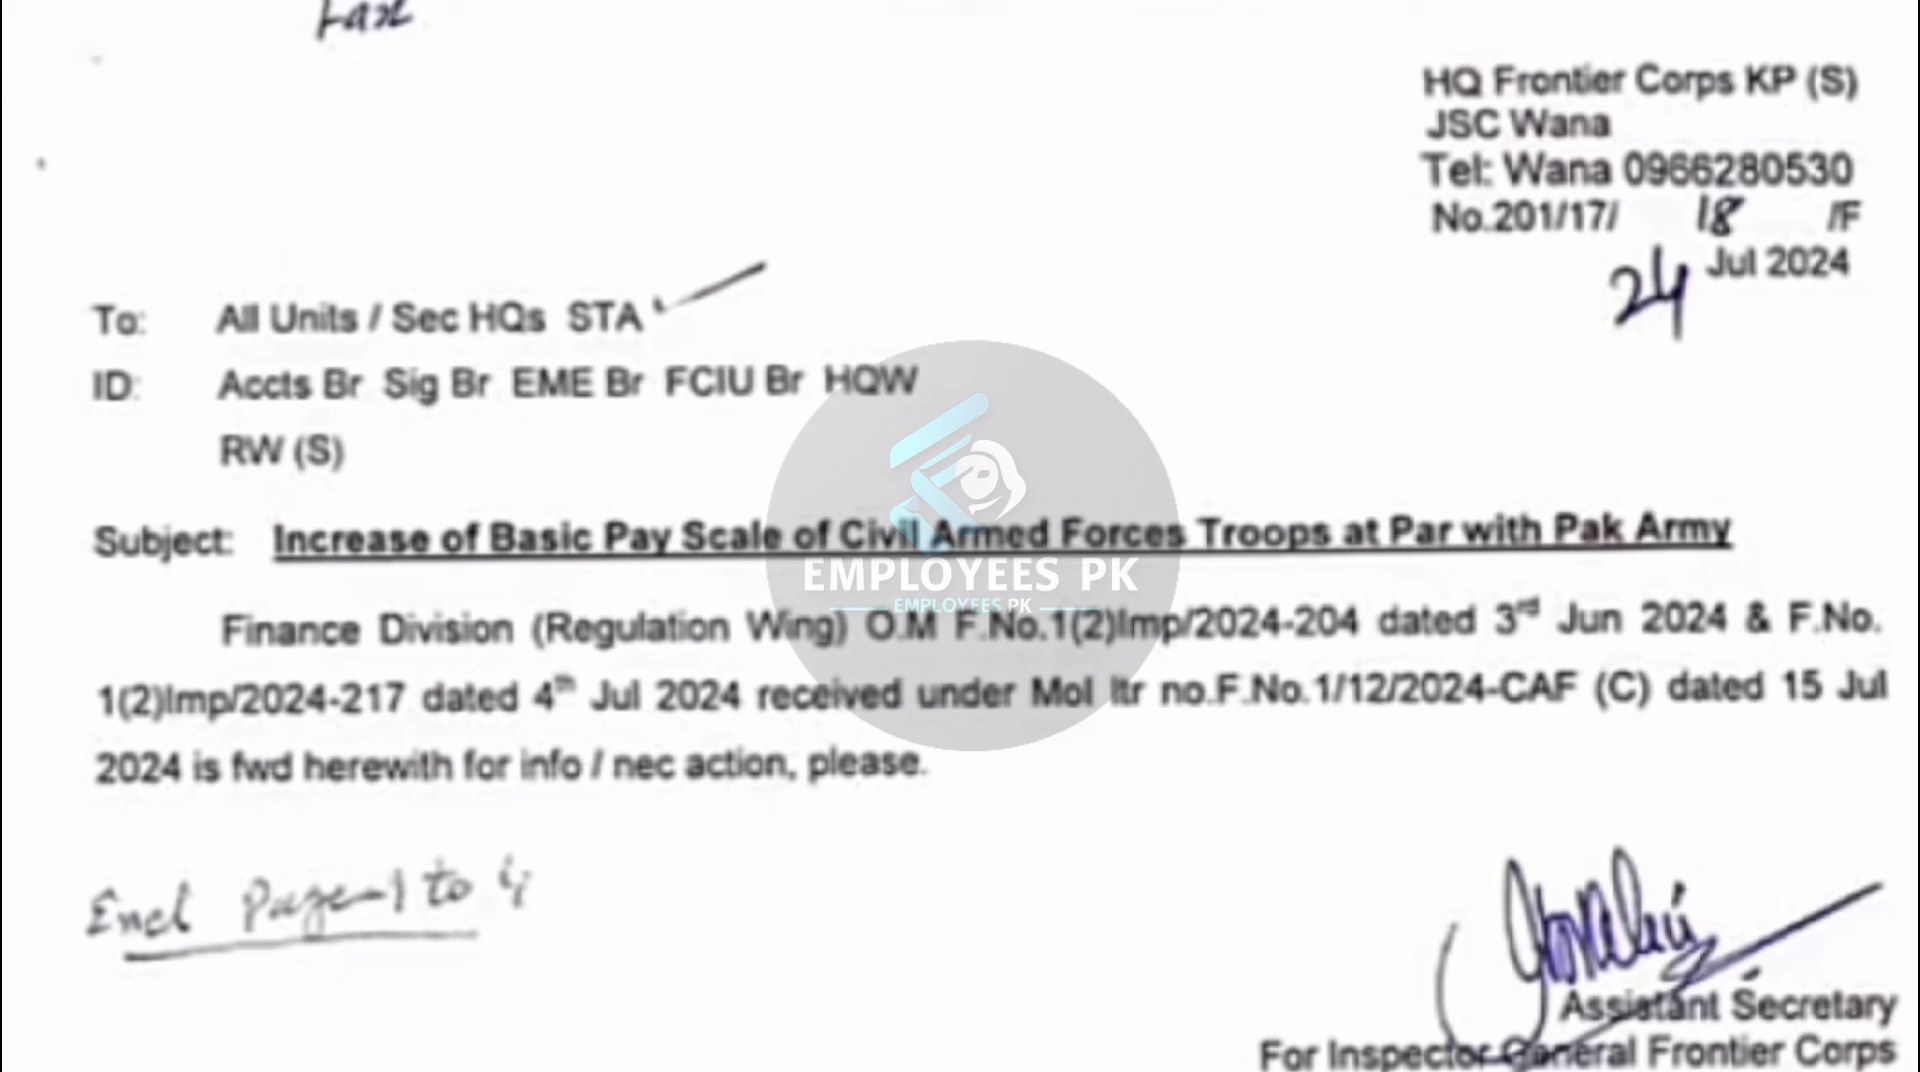 Fax
HQ Frontier Corps KP (S)
JSC Wana
Tel: Wana 0966280530
No.201/17/ 18 /F
24 Jul 2024
To: All Units / Sec HQs STA
ID: Accts Br Sig Br EME Br FCIU Br HQW
RW (S)
Subject: Increase of Basic Pay Scale of Civil Armed Forces Troops at Par with Pak Army
EMPLOYEES PK
EMPLOYEES PK
Finance Division (Regulation Wing) O.M F.No.1(2)Imp/2024-204 dated 3rd Jun 2024 & F.No.
1(2)Imp/2024-217 dated 4th Jul 2024 received under MoI ltr no.F.No.1/12/2024-CAF (C) dated 15 Jul
2024 is fwd herewith for info / nec action, please.
Encl Page-1 to 4
Assistant Secretary
For Inspector General Frontier Corps